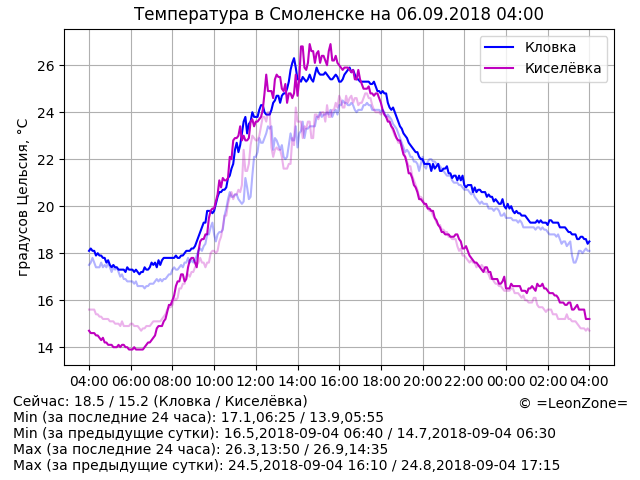 Температура в Смоленске на 06.09.2018 04:00
Кловка
Киселёвка
градусов Цельсия, °C
26
24
22
20
18
16
14
04:00 06:00 08:00 10:00 12:00 14:00 16:00 18:00 20:00 22:00 00:00 02:00 04:00
Сейчас: 18.5 / 15.2 (Кловка / Киселёвка)
© =LeonZone=
Min (за последние 24 часа): 17.1,06:25 / 13.9,05:55
Min (за предыдущие сутки): 16.5,2018-09-04 06:40 / 14.7,2018-09-04 06:30
Max (за последние 24 часа): 26.3,13:50 / 26.9,14:35
Max (за предыдущие сутки): 24.5,2018-09-04 16:10 / 24.8,2018-09-04 17:15